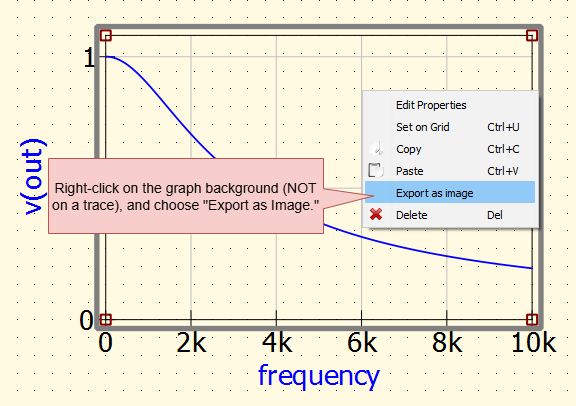 1
v(out)
Right-click on the graph background (NOT
on a trace), and choose "Export as Image."
Edit Properties
Set on Grid Ctrl+U
Copy Ctrl+C
Paste Ctrl+V
Export as image
Delete Del
0
0 2k 4k 6k 8k 10k
frequency